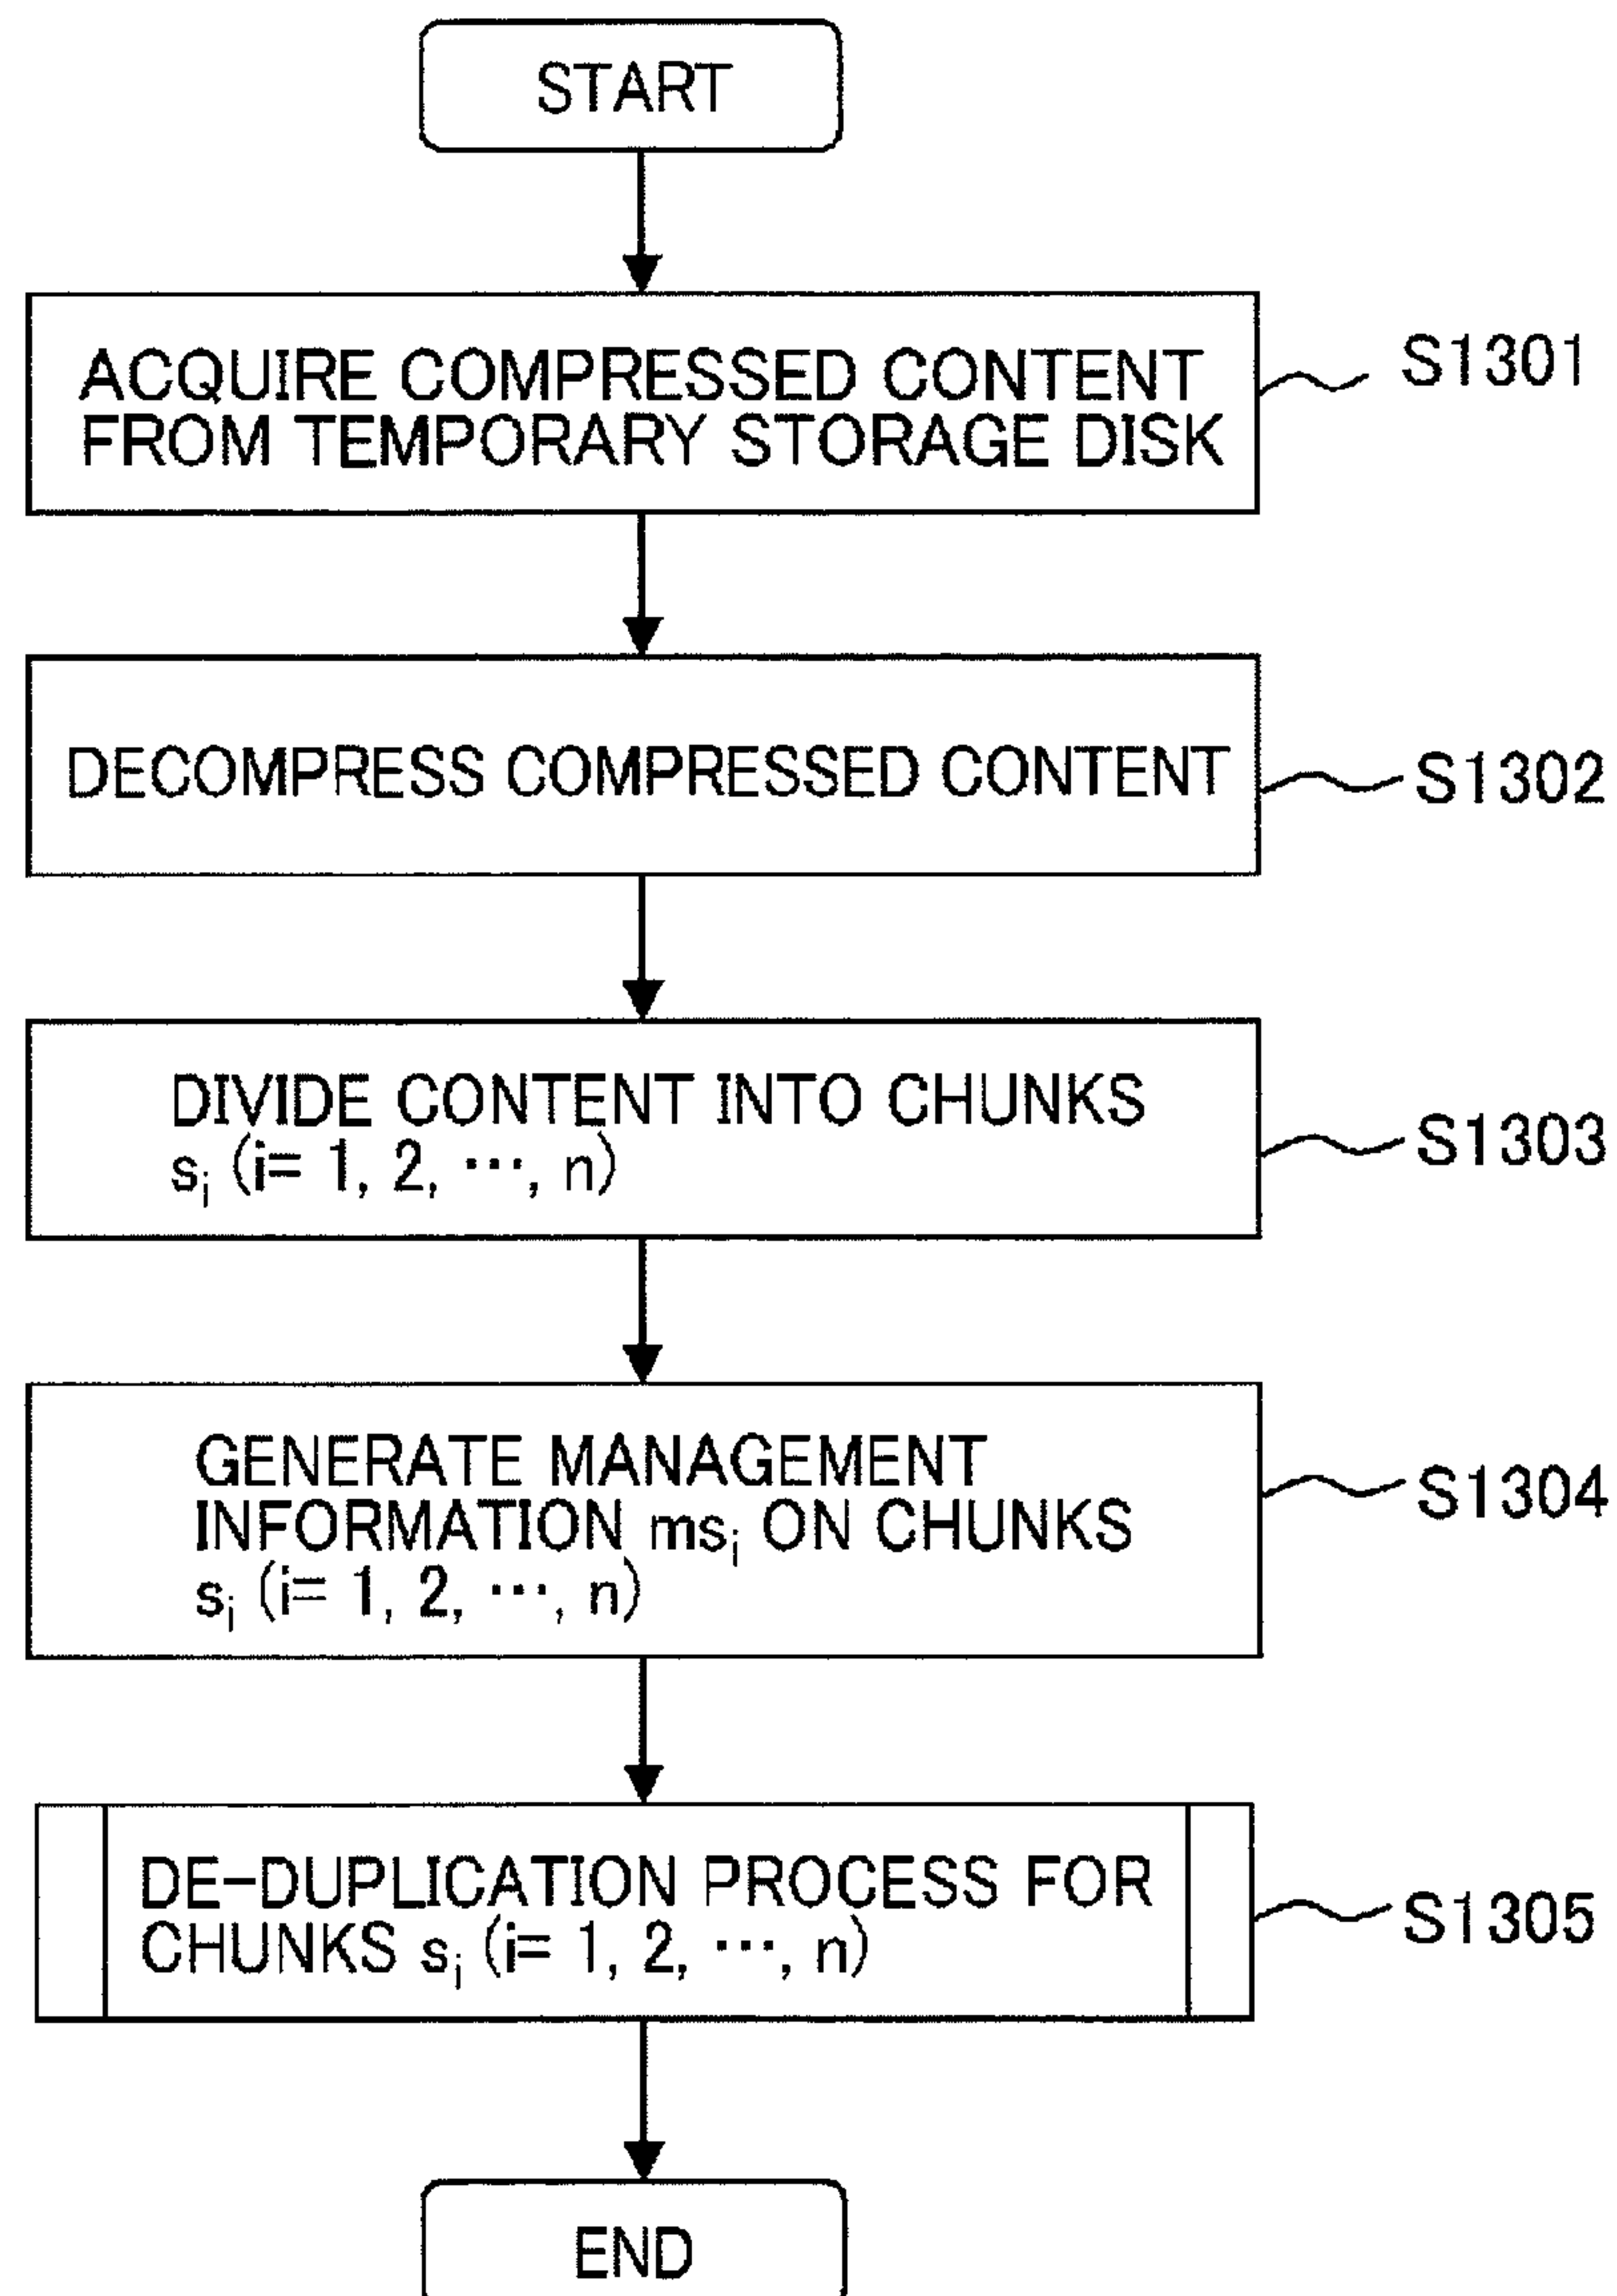 START
ACQUIRE COMPRESSED CONTENT
FROM TEMPORARY STORAGE DISK
S1301
DECOMPRESS COMPRESSED CONTENT
S1302
DIVIDE CONTENT INTO CHUNKS
sᵢ (i= 1, 2, ···, n)
S1303
GENERATE MANAGEMENT
INFORMATION msᵢ ON CHUNKS
sᵢ (i= 1, 2, ···, n)
S1304
DE-DUPLICATION PROCESS FOR
CHUNKS sᵢ (i= 1, 2, ···, n)
S1305
END